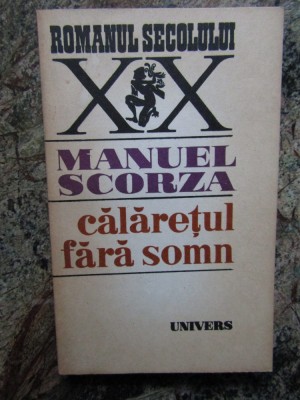 ROMANUL SECOLULUI
XX
MANUEL
SCORZA
călărețul
fără somn
UNIVERS